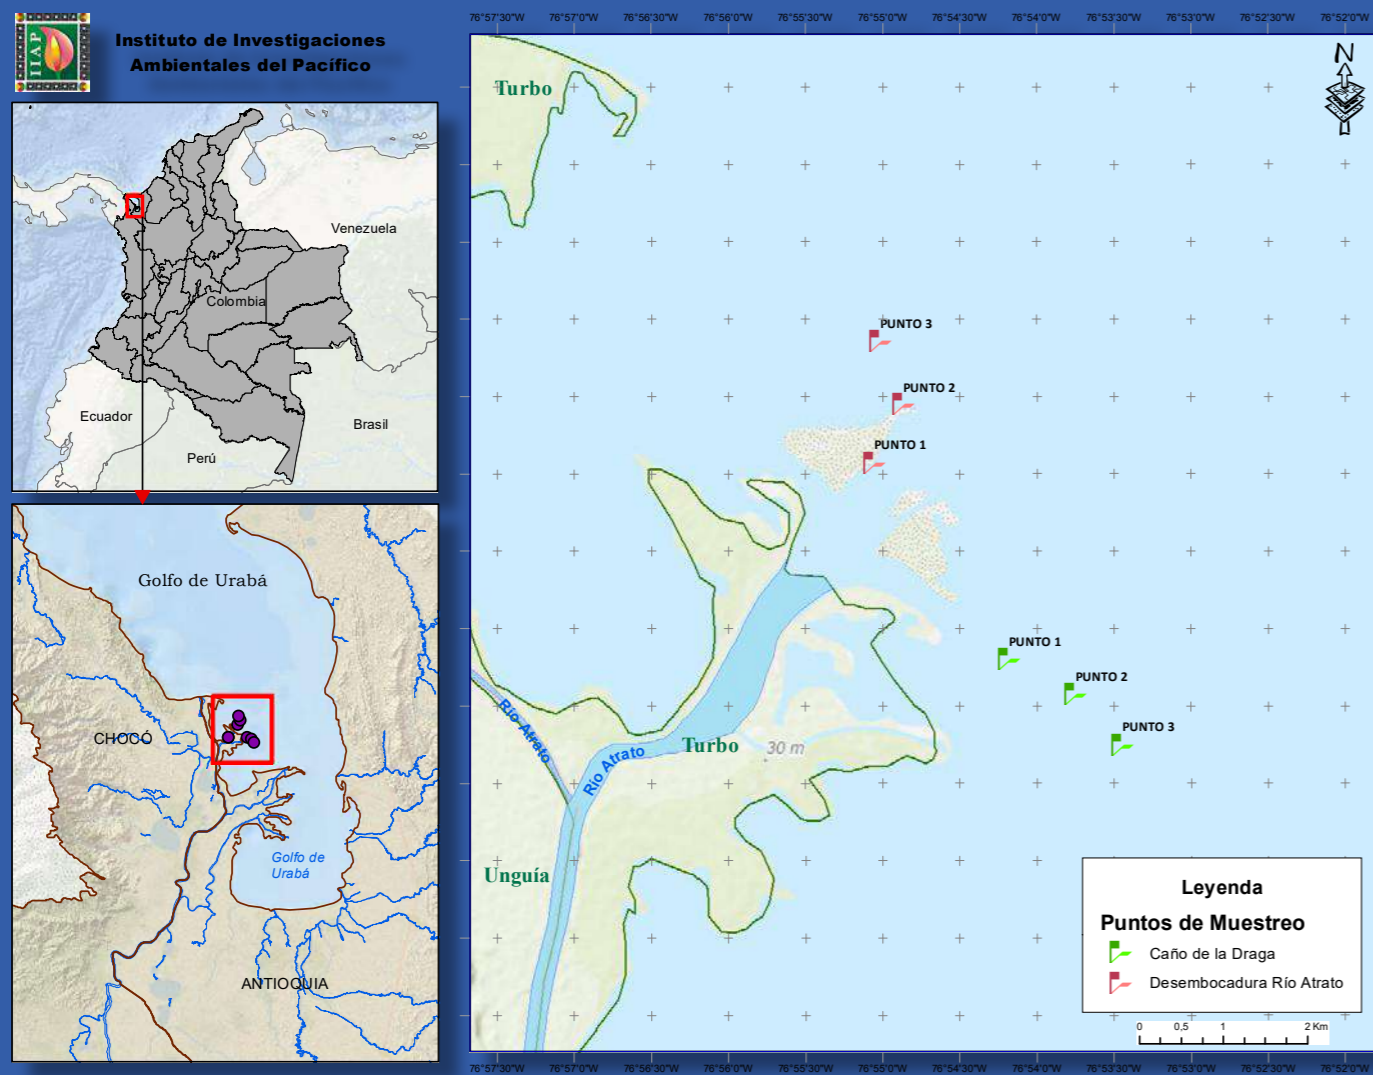 IIAP
Instituto de Investigaciones
Ambientales del Pacífico
Venezuela
Colombia
Ecuador
Perú
Brasil
Golfo de Urabá
CHOCÓ
Golfo de
Urabá
ANTIOQUIA
76°57'30"W 76°57'0"W 76°56'30"W 76°56'0"W 76°55'30"W 76°55'0"W 76°54'30"W 76°54'0"W 76°53'30"W 76°53'0"W 76°52'30"W 76°52'0"W
N
Turbo
PUNTO 3
PUNTO 2
PUNTO 1
PUNTO 1
PUNTO 2
PUNTO 3
Río Atrato
Río Atrato
Turbo
30 m
Unguía
Leyenda
Puntos de Muestreo
Caño de la Draga
Desembocadura Río Atrato
0 0,5 1 2 Km
76°57'30"W 76°57'0"W 76°56'30"W 76°56'0"W 76°55'30"W 76°55'0"W 76°54'30"W 76°54'0"W 76°53'30"W 76°53'0"W 76°52'30"W 76°52'0"W